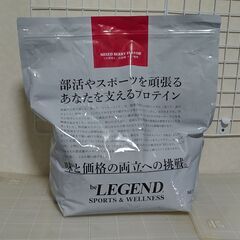 MIXED BERRY FLAVOR
部活やスポーツを頑張る
あなたを支えるプロテイン
味と価格の両立への挑戦
be LEGEND
SPORTS & WELLNESS